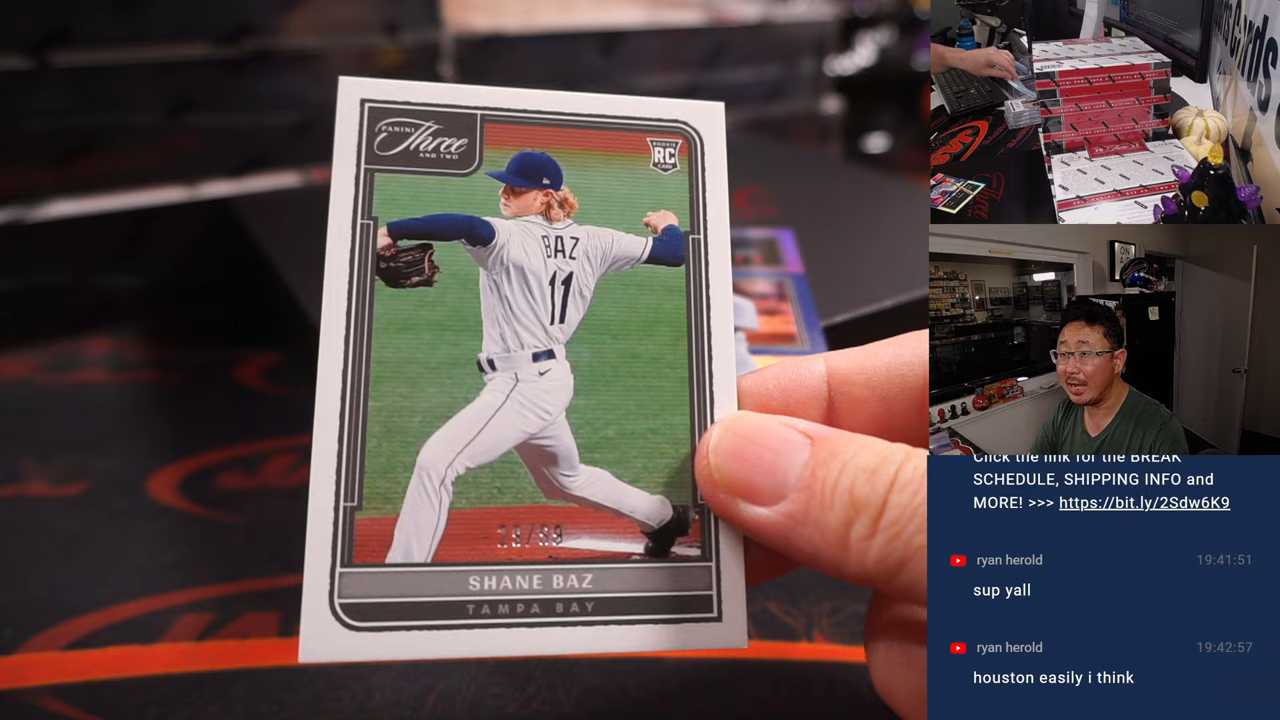 PANINI
Three
AND TWO
ROOKIE
RC
CARD
BAZ
11
SHANE BAZ
TAMPA BAY
Click the link for the BREAK
SCHEDULE, SHIPPING INFO and
MORE! >>> https://bit.ly/2Sdw6K9
ryan herold 19:41:51
sup yall
ryan herold 19:42:57
houston easily i think